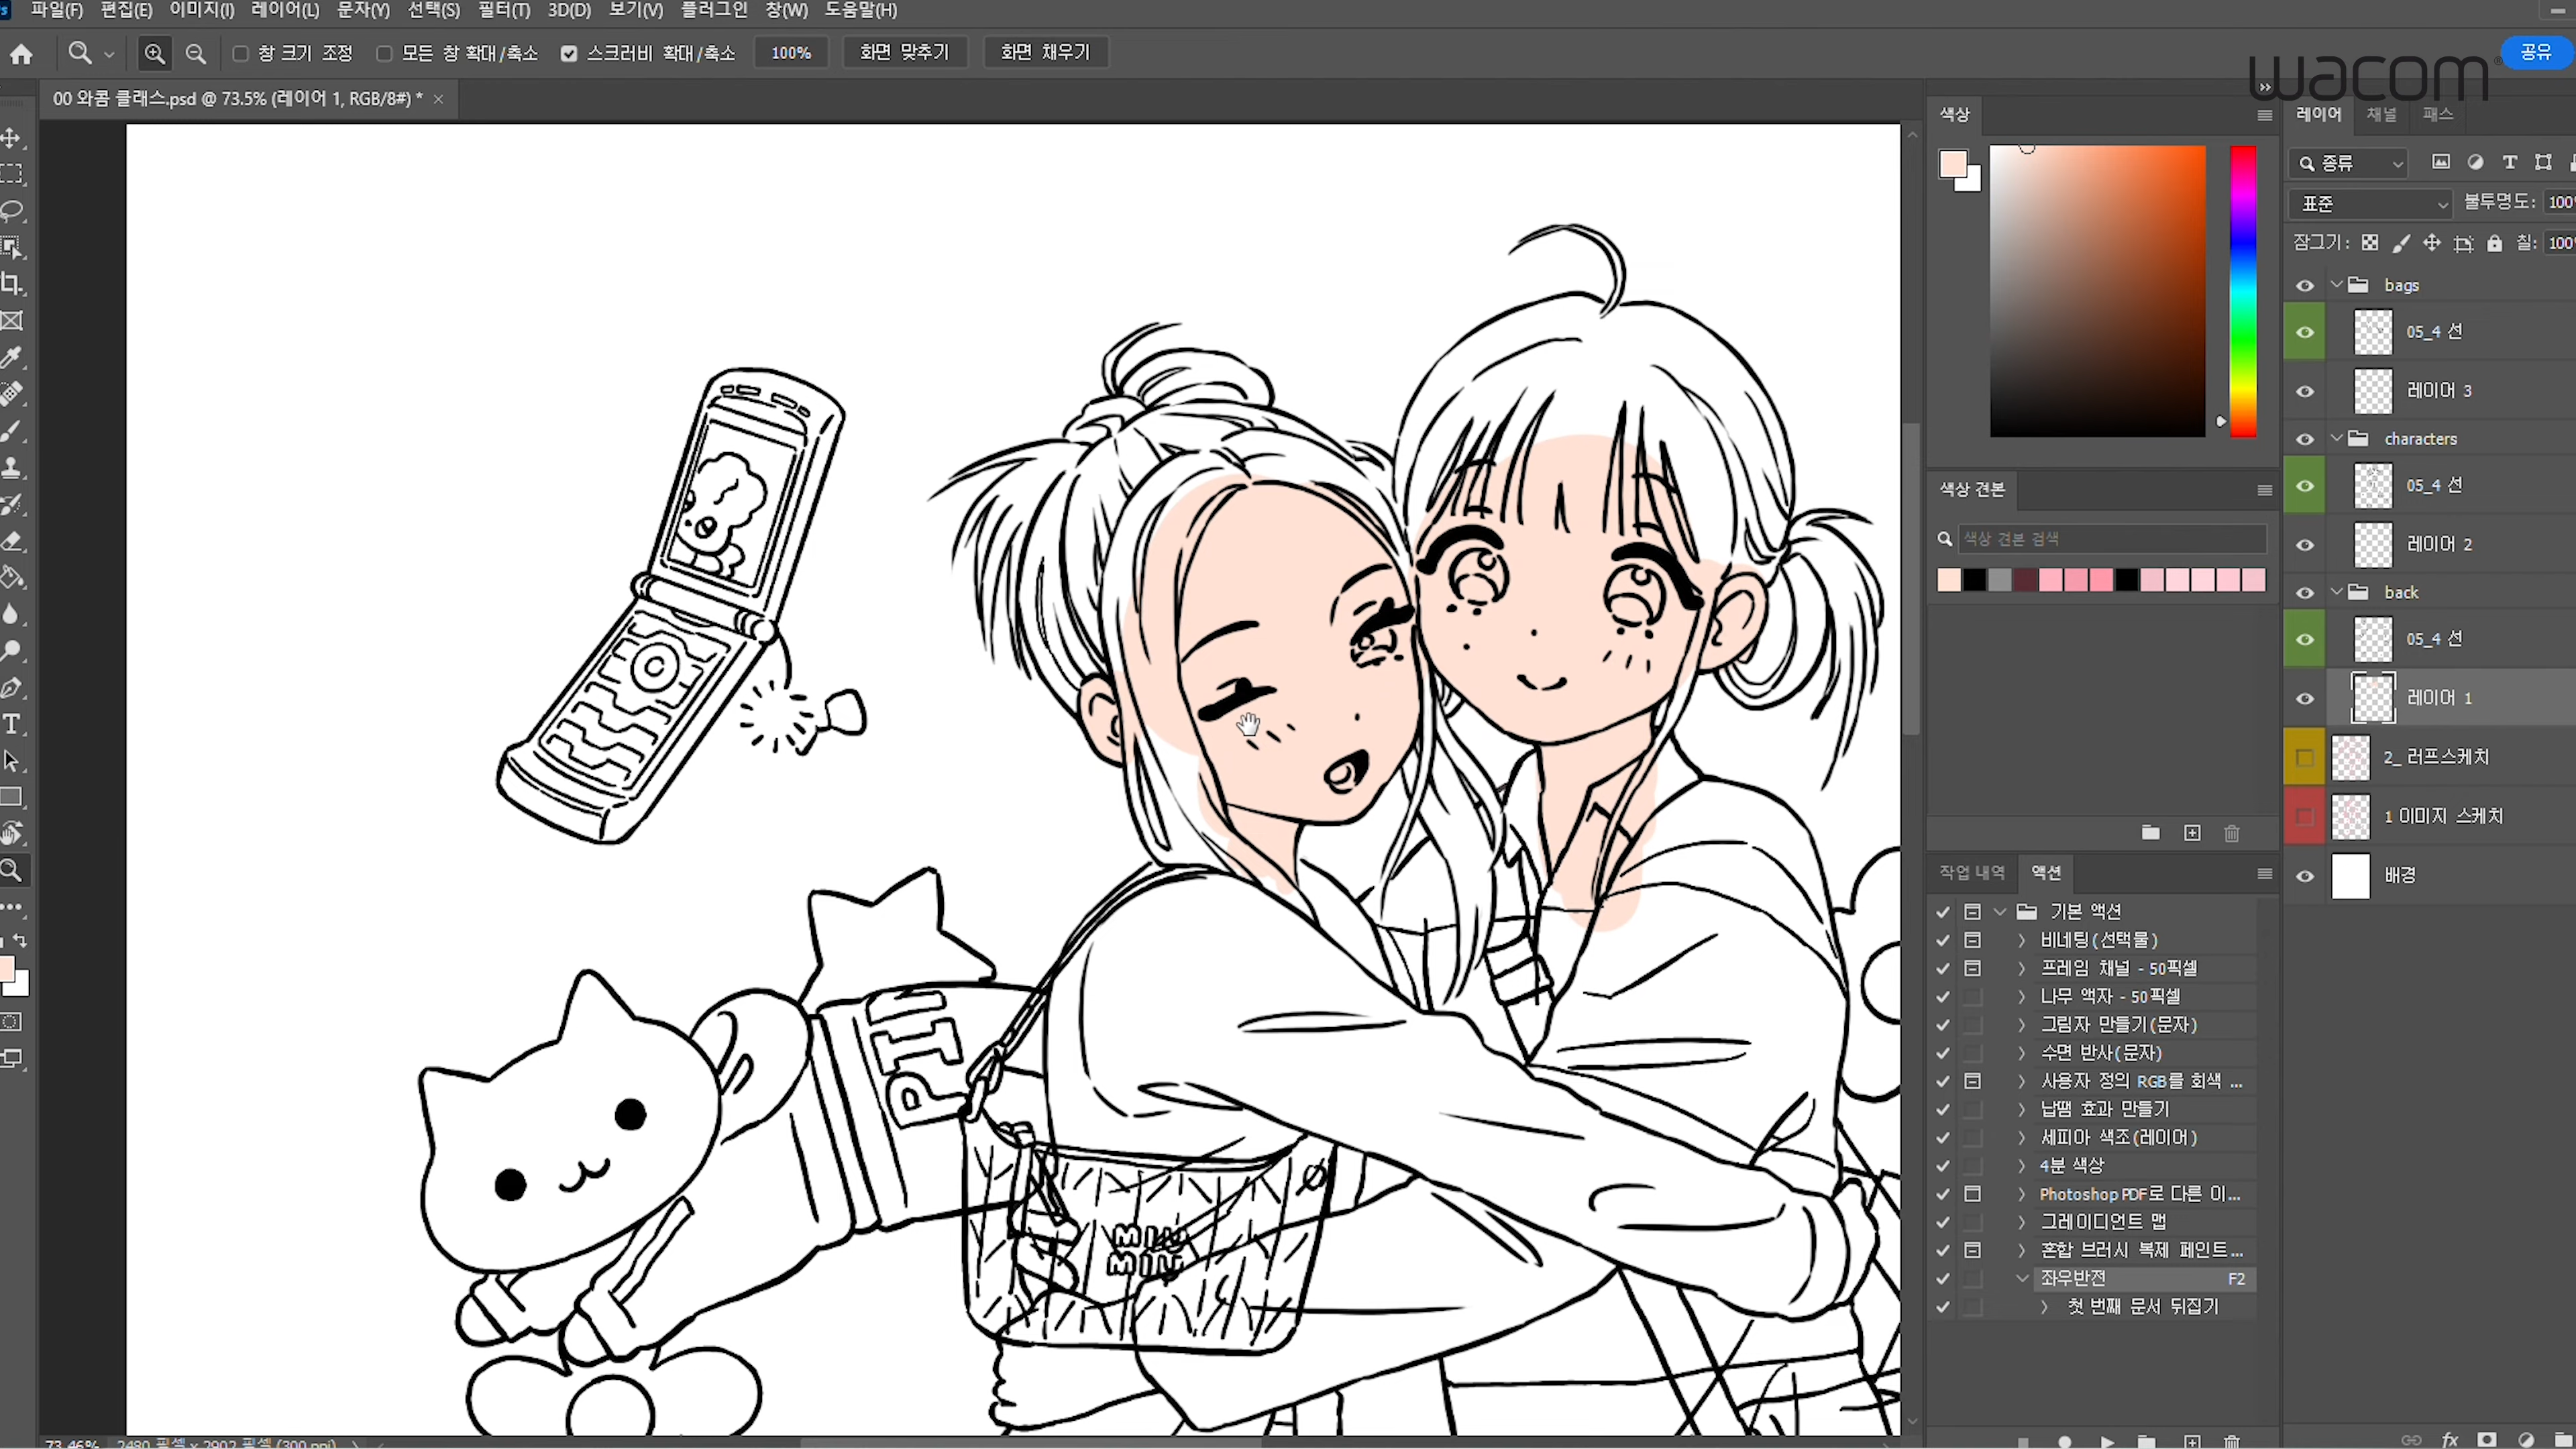 파일(F) 편집(E) 이미지(I) 레이어(L) 문자(Y) 선택(S) 필터(T) 3D(D) 보기(V) 플러그인 창(W) 도움말(H)
창 크기 조정 모든 창 확대/축소 스크러비 확대/축소 100% 화면 맞추기 화면 채우기
공유
wacom
00 와콤 클래스.psd @ 73.5% (레이어 1, RGB/8#) *
색상
레이어 채널 패스
종류
표준 불투명도:
잠그기: 칠:
bags
05_4 선
레이어 3
characters
05_4 선
레이어 2
back
05_4 선
레이어 1
2_ 러프스케치
1 이미지 스케치
배경
색상 견본
색상 견본 검색
작업 내역 액션
기본 액션
비네팅(선택물)
프레임 채널 - 50픽셀
나무 액자 - 50픽셀
그림자 만들기(문자)
수면 반사(문자)
사용자 정의 RGB를 회색 ...
납땜 효과 만들기
세피아 색조(레이어)
4분 색상
Photoshop PDF로 다른 이...
그레이디언트 맵
혼합 브러시 복제 페인트...
좌우반전 F2
첫 번째 문서 뒤집기
73.46% 2480 픽셀 x 2902 픽셀 (300 ppi)